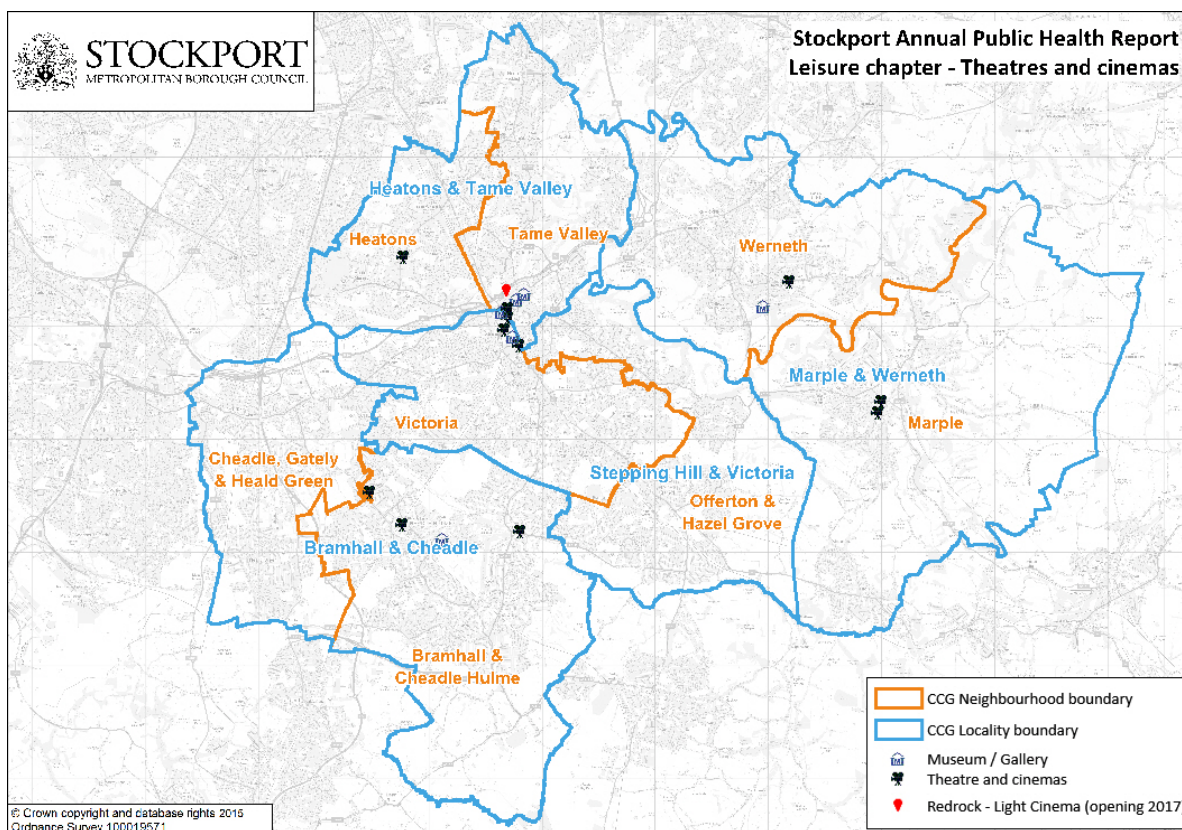 STOCKPORT
METROPOLITAN BOROUGH COUNCIL
Stockport Annual Public Health Report
Leisure chapter - Theatres and cinemas
Heatons & Tame Valley
Heatons
Tame Valley
Werneth
Marple & Werneth
Marple
Victoria
Cheadle, Gately
& Heald Green
Stepping Hill & Victoria
Offerton &
Hazel Grove
Bramhall & Cheadle
Bramhall &
Cheadle Hulme
CCG Neighbourhood boundary
CCG Locality boundary
Museum / Gallery
Theatre and cinemas
Redrock - Light Cinema (opening 2017)
© Crown copyright and database rights 2015
Ordnance Survey 100019571